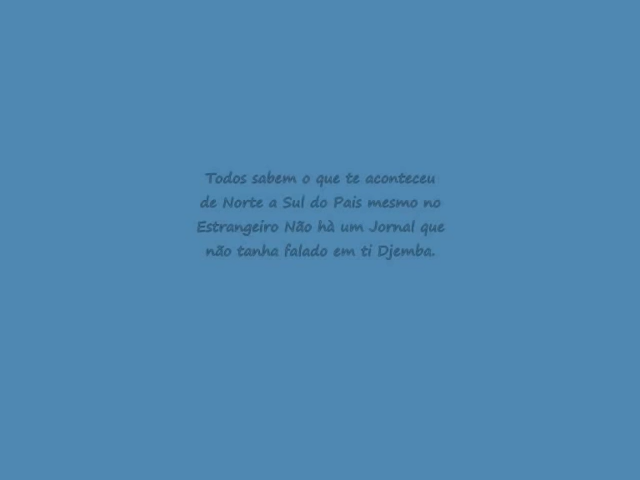 Todos sabem o que te aconteceu
de Norte a Sul do Pais mesmo no
Estrangeiro Não hà um Jornal que
não tanha falado em ti Djemba.